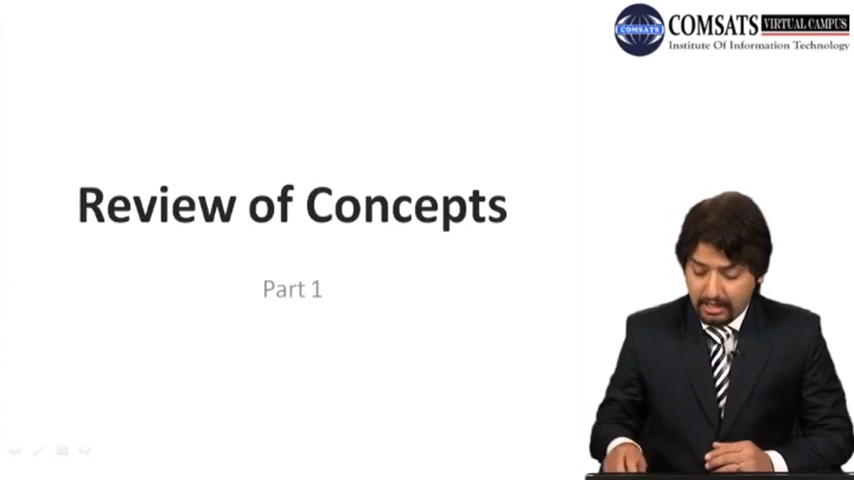 COMSATS VIRTUAL CAMPUS
Institute Of Information Technology
COMSATS
Review of Concepts
Part 1